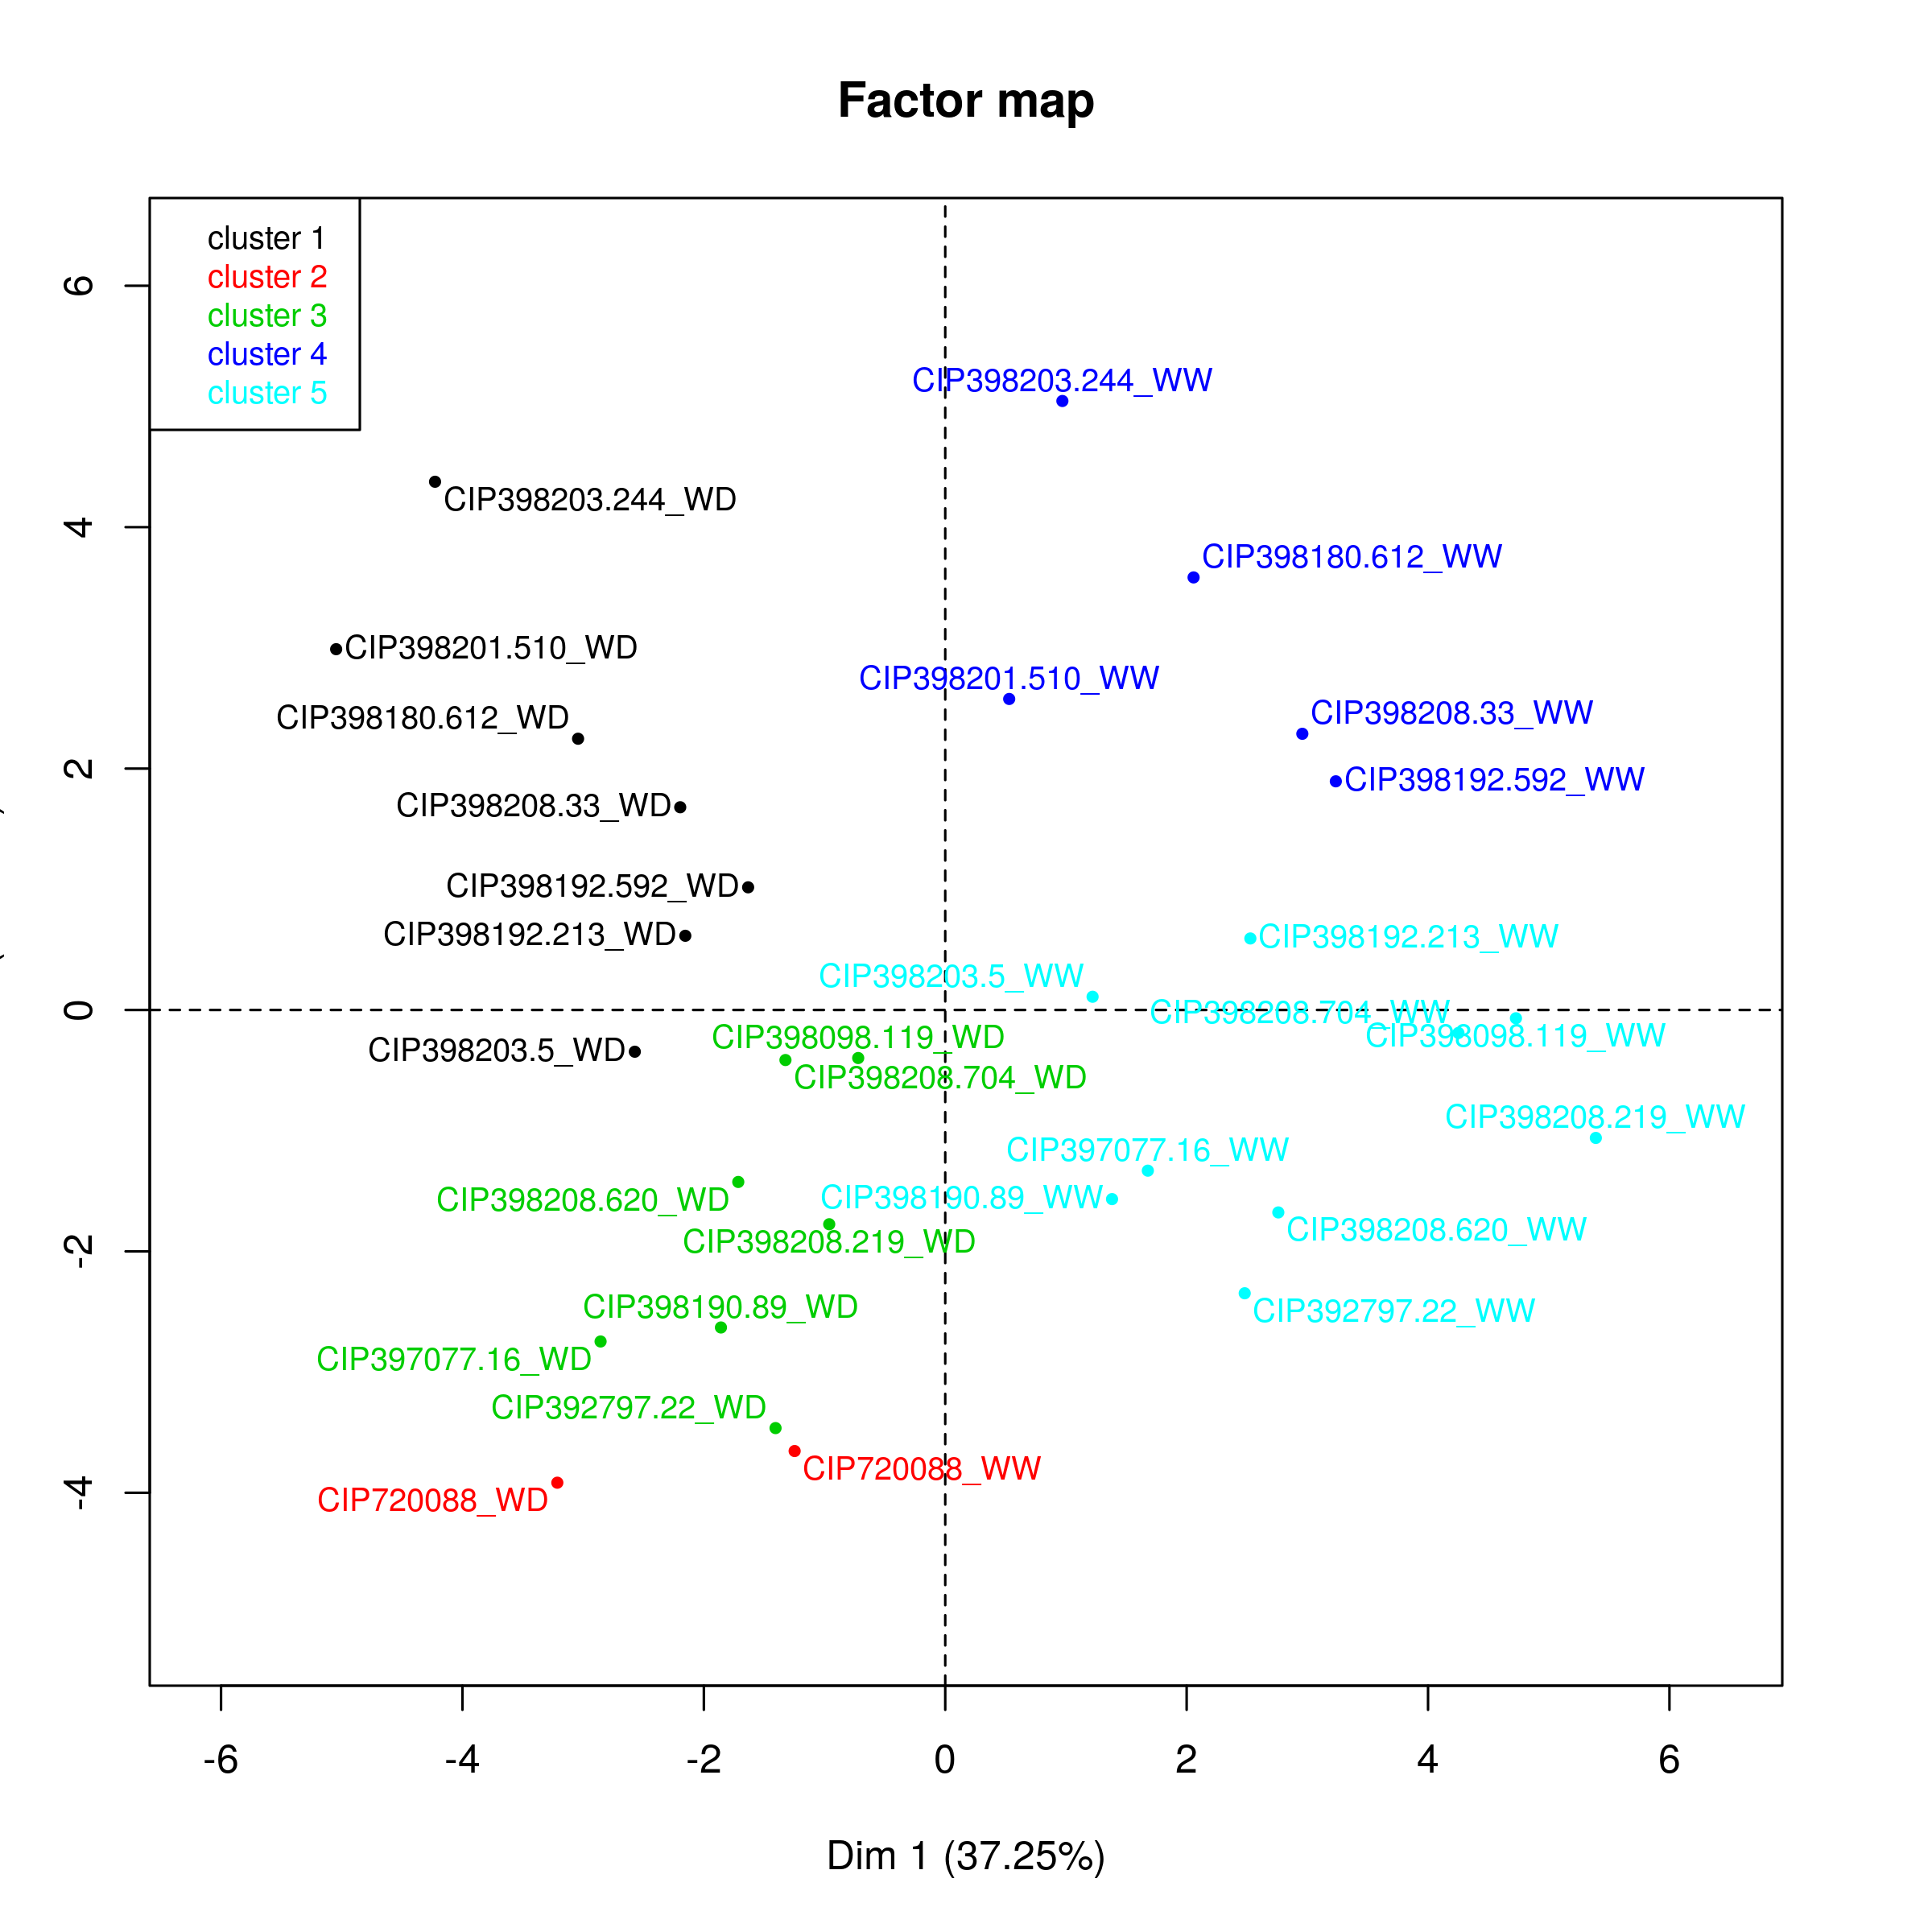 Factor map
cluster 1
cluster 2
cluster 3
cluster 4
cluster 5
CIP398203.244_WW
CIP398203.244_WD
CIP398180.612_WW
CIP398201.510_WD
CIP398201.510_WW
CIP398180.612_WD
CIP398208.33_WW
CIP398192.592_WW
CIP398208.33_WD
CIP398192.592_WD
CIP398192.213_WD
CIP398192.213_WW
CIP398203.5_WW
CIP398208.704_WW
CIP398098.119_WW
CIP398098.119_WD
CIP398203.5_WD
CIP398208.704_WD
CIP398208.219_WW
CIP397077.16_WW
CIP398190.89_WW
CIP398208.620_WD
CIP398208.620_WW
CIP398208.219_WD
CIP398190.89_WD
CIP392797.22_WW
CIP397077.16_WD
CIP392797.22_WD
CIP720088_WW
CIP720088_WD
6
4
2
0
-2
-4
-6 -4 -2 0 2 4 6
Dim 1 (37.25%)